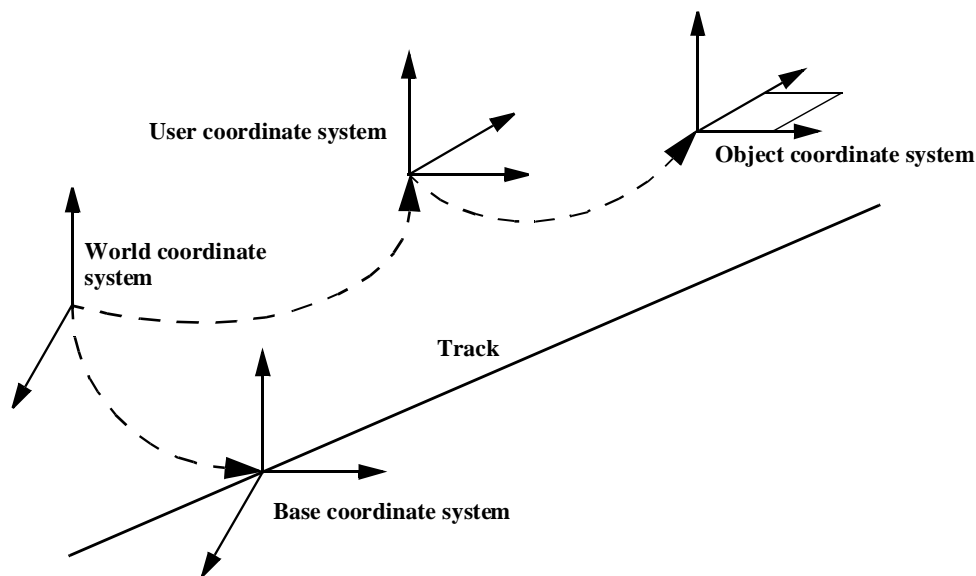 User coordinate system
Object coordinate system
World coordinate
system
Track
Base coordinate system